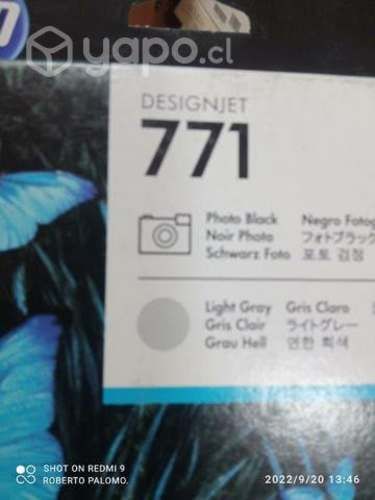 yapo.cl
DESIGNJET
771
Photo Black Negro Fotog
Noir Photo フォトブラック
Schwarz Foto 포토 검정
Light Gray Gris Claro
Gris Clair ライトグレー
Grau Hell 연한 회색
SHOT ON REDMI 9
ROBERTO PALOMO.
2022/9/20 13:46